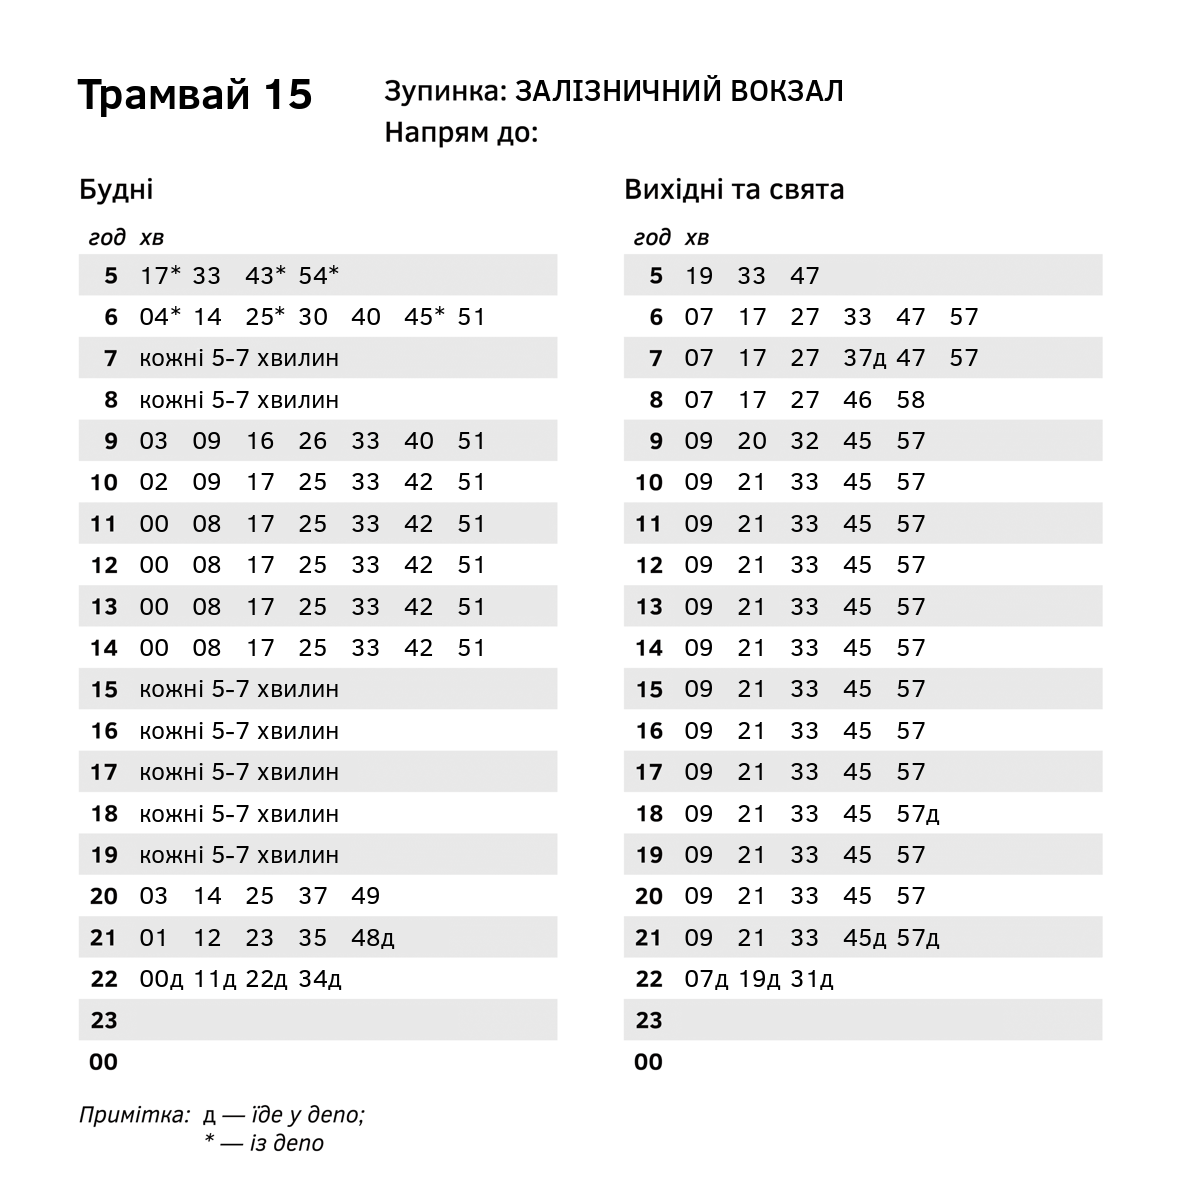 Трамвай 15
Зупинка: ЗАЛІЗНИЧНИЙ ВОКЗАЛ
Напрям до:
Будні
год хв
5 17* 33 43* 54*
6 04* 14 25* 30 40 45* 51
7 кожні 5-7 хвилин
8 кожні 5-7 хвилин
9 03 09 16 26 33 40 51
10 02 09 17 25 33 42 51
11 00 08 17 25 33 42 51
12 00 08 17 25 33 42 51
13 00 08 17 25 33 42 51
14 00 08 17 25 33 42 51
15 кожні 5-7 хвилин
16 кожні 5-7 хвилин
17 кожні 5-7 хвилин
18 кожні 5-7 хвилин
19 кожні 5-7 хвилин
20 03 14 25 37 49
21 01 12 23 35 48д
22 00д 11д 22д 34д
23
00
Вихідні та свята
год хв
5 19 33 47
6 07 17 27 33 47 57
7 07 17 27 37д 47 57
8 07 17 27 46 58
9 09 20 32 45 57
10 09 21 33 45 57
11 09 21 33 45 57
12 09 21 33 45 57
13 09 21 33 45 57
14 09 21 33 45 57
15 09 21 33 45 57
16 09 21 33 45 57
17 09 21 33 45 57
18 09 21 33 45 57д
19 09 21 33 45 57
20 09 21 33 45 57
21 09 21 33 45д 57д
22 07д 19д 31д
23
00
Примітка: д — їде у депо;
* — із депо